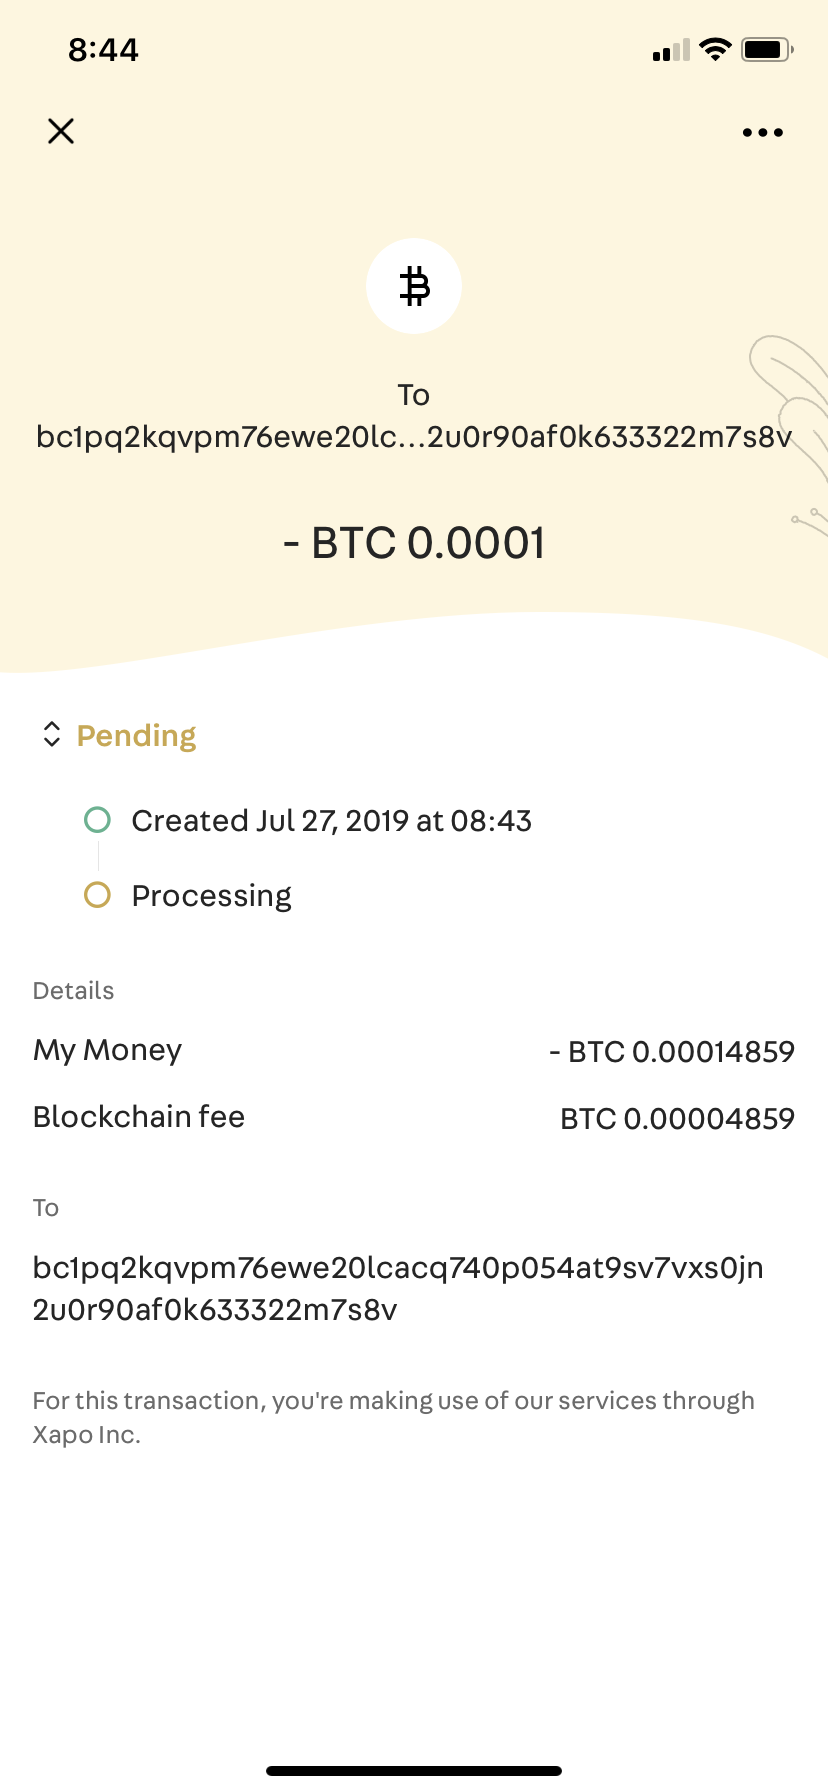 8:44
To
bc1pq2kqvpm76ewe20lc...2u0r90af0k633322m7s8v
- BTC 0.0001
Pending
Created Jul 27, 2019 at 08:43
Processing
Details
My Money - BTC 0.00014859
Blockchain fee BTC 0.00004859
To
bc1pq2kqvpm76ewe20lcacq740p054at9sv7vxs0jn
2u0r90af0k633322m7s8v
For this transaction, you're making use of our services through
Xapo Inc.